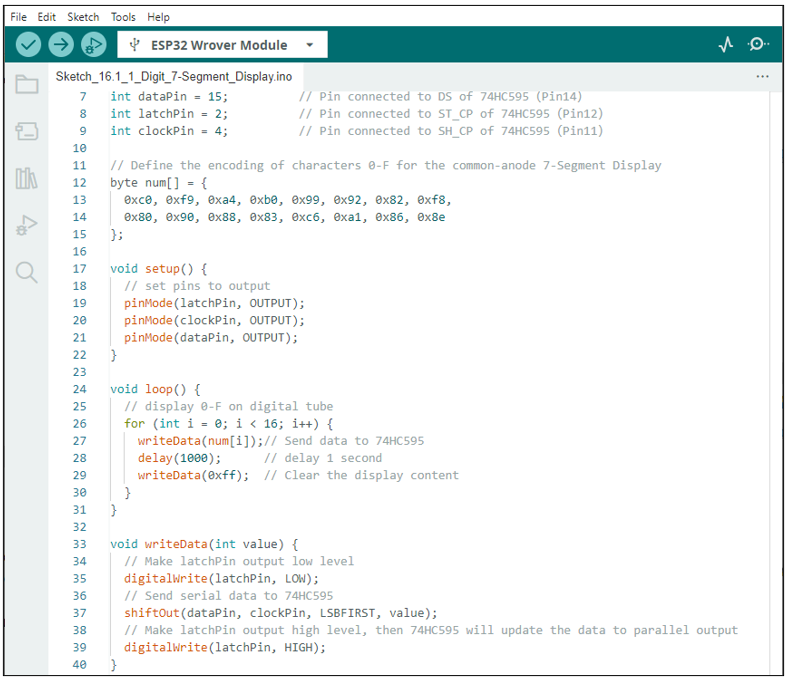 File Edit Sketch Tools Help
ESP32 Wrover Module
Sketch_16.1_1_Digit_7-Segment_Display.ino ...
7 int dataPin = 15; // Pin connected to DS of 74HC595 (Pin14)
8 int latchPin = 2; // Pin connected to ST_CP of 74HC595 (Pin12)
9 int clockPin = 4; // Pin connected to SH_CP of 74HC595 (Pin11)
10
11 // Define the encoding of characters 0-F for the common-anode 7-Segment Display
12 byte num[] = {
13 0xc0, 0xf9, 0xa4, 0xb0, 0x99, 0x92, 0x82, 0xf8,
14 0x80, 0x90, 0x88, 0x83, 0xc6, 0xa1, 0x86, 0x8e
15 };
16
17 void setup() {
18 // set pins to output
19 pinMode(latchPin, OUTPUT);
20 pinMode(clockPin, OUTPUT);
21 pinMode(dataPin, OUTPUT);
22 }
23
24 void loop() {
25 // display 0-F on digital tube
26 for (int i = 0; i < 16; i++) {
27 writeData(num[i]);// Send data to 74HC595
28 delay(1000); // delay 1 second
29 writeData(0xff); // Clear the display content
30 }
31 }
32
33 void writeData(int value) {
34 // Make latchPin output low level
35 digitalWrite(latchPin, LOW);
36 // Send serial data to 74HC595
37 shiftOut(dataPin, clockPin, LSBFIRST, value);
38 // Make latchPin output high level, then 74HC595 will update the data to parallel output
39 digitalWrite(latchPin, HIGH);
40 }